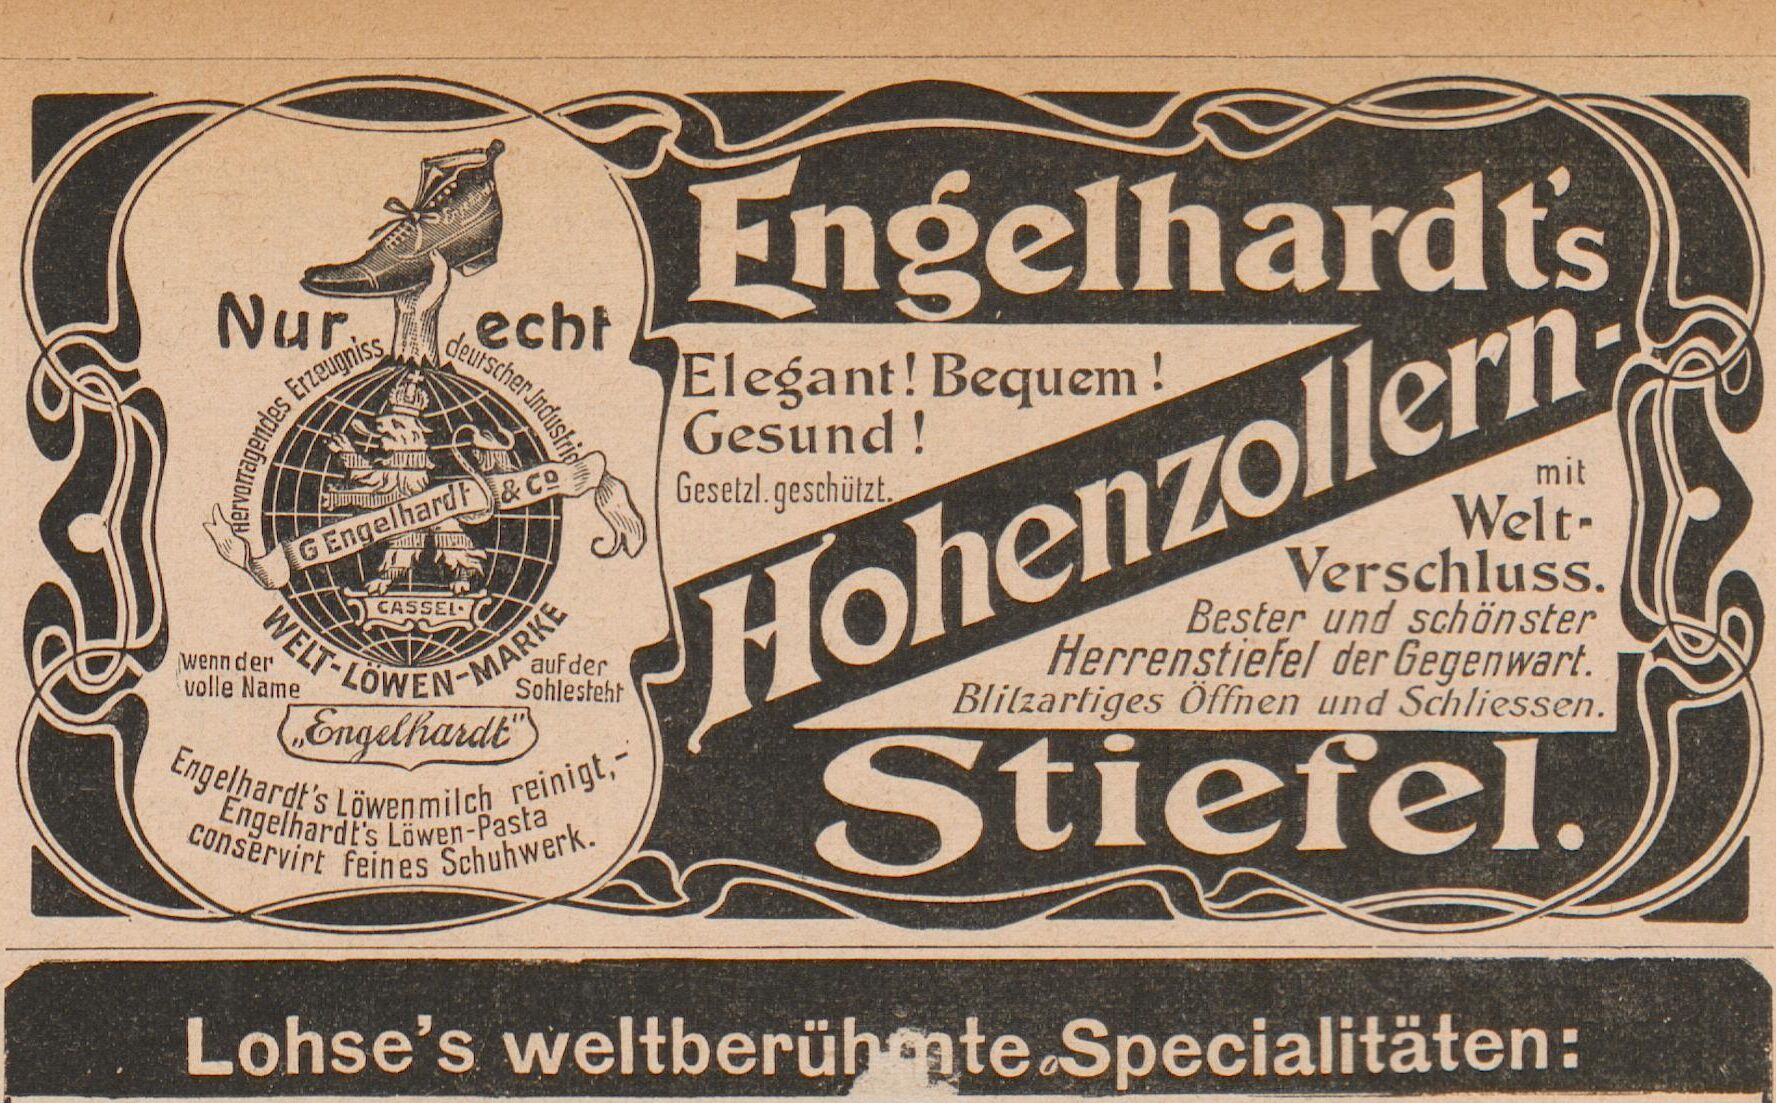 Engelhardt's
Hohenzollern-
Stiefel.
Elegant! Bequem!
Gesund!
Gesetzl. geschützt.
mit
Welt-
Verschluss.
Bester und schönster
Herrenstiefel der Gegenwart.
Blitzartiges Öffnen und Schliessen.
Nur echt
Hervorragendes Erzeugniss deutscher Industrie
G Engelhardt & Co
CASSEL
WELT-LÖWEN-MARKE
wenn der
volle Name
auf der
Sohle steht
„Engelhardt"
Engelhardt's Löwenmilch reinigt,-
Engelhardt's Löwen-Pasta
conservirt feines Schuhwerk.
Lohse's weltberühmte Specialitäten: